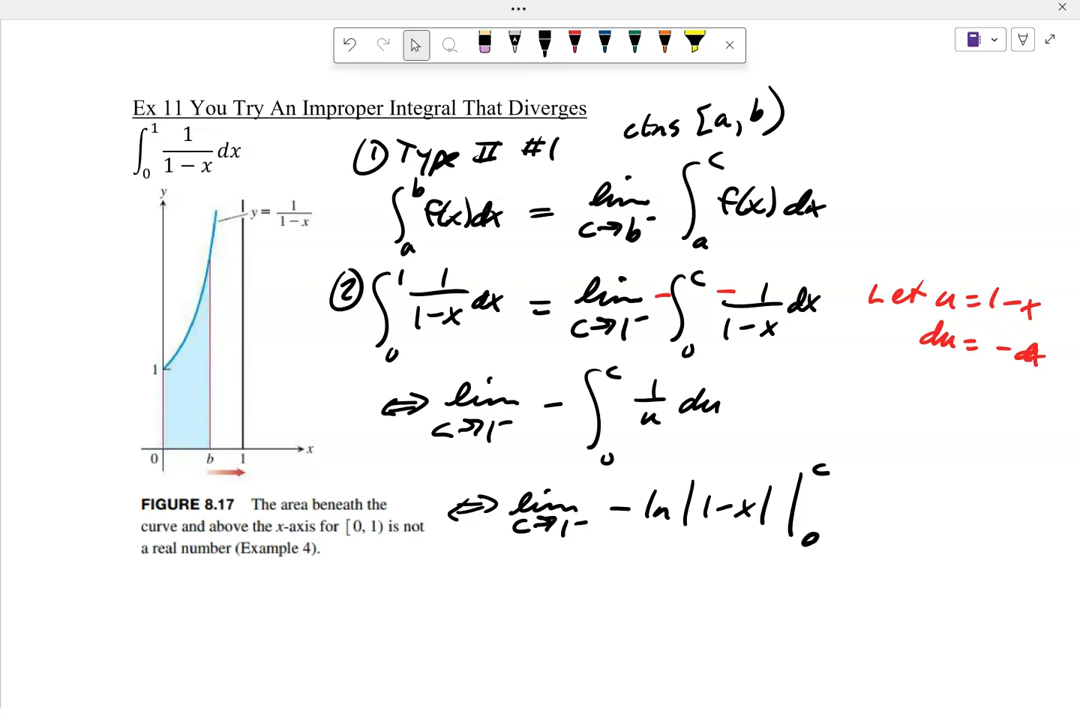 Ex 11 You Try An Improper Integral That Diverges
∫₀¹ 1/(1 − x) dx
① Type II #1
ctns [a, b)
∫ₐᵇ f(x)dx = lim c→b⁻ ∫ₐᶜ f(x) dx
② ∫₀¹ 1/(1-x) dx = lim c→1⁻ -∫₀ᶜ -1/(1-x) dx
Let u = 1-x
du = -
⇔ lim c→1⁻ - ∫₀ᶜ 1/u du
⇔ lim c→1⁻ - ln|1-x| |₀ᶜ
y
y = 1/(1 − x)
1
0 b 1 x
FIGURE 8.17 The area beneath the
curve and above the x-axis for [0, 1) is not
a real number (Example 4).